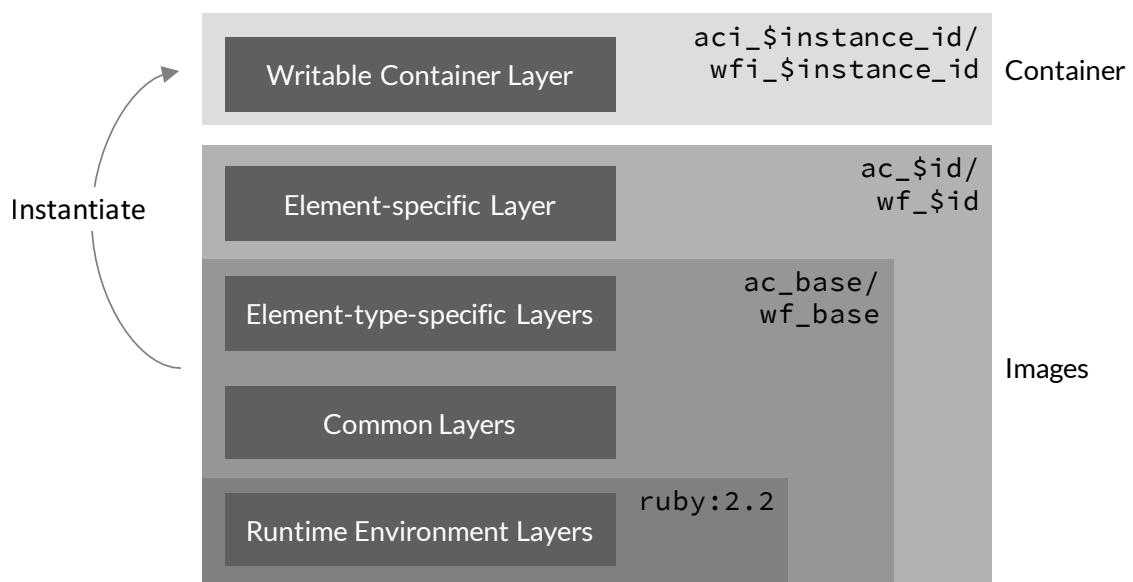 aci_$instance_id/
wfi_$instance_id
Writable Container Layer
Container
ac_$id/
wf_$id
Element-specific Layer
Instantiate
ac_base/
wf_base
Element-type-specific Layers
Images
Common Layers
ruby:2.2
Runtime Environment Layers